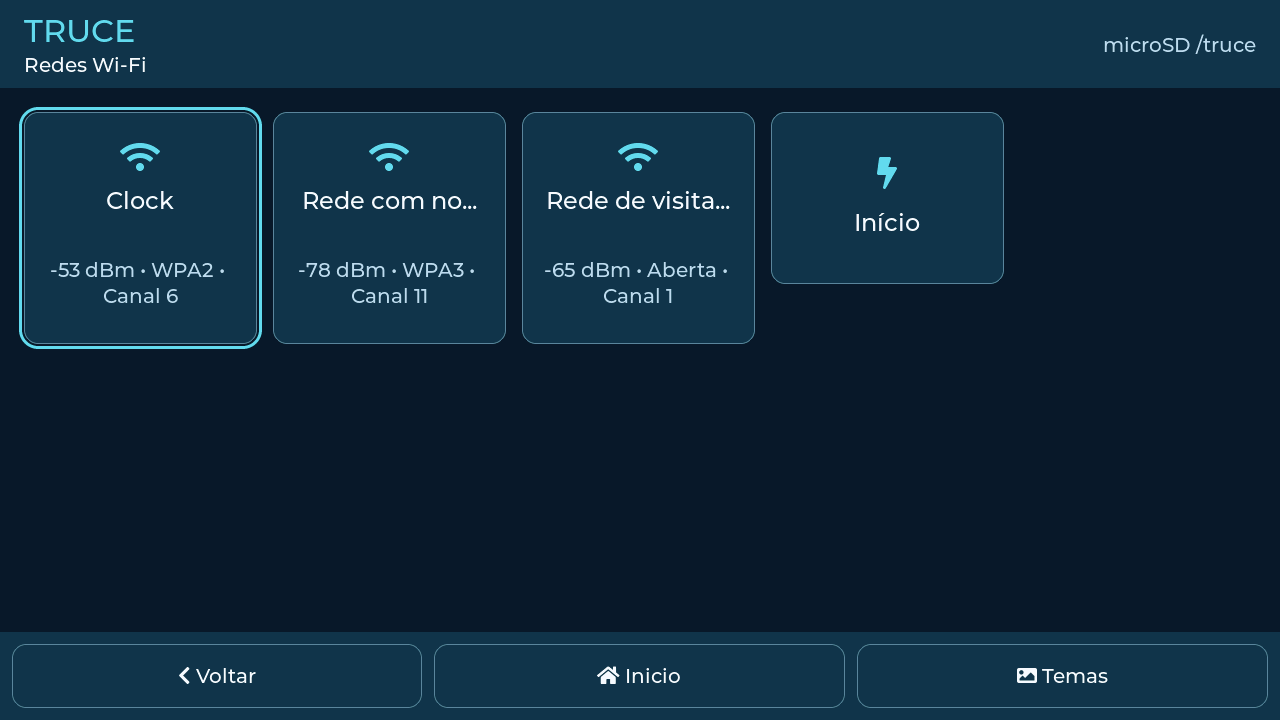 TRUCE
Redes Wi-Fi
microSD /truce
Clock
-53 dBm • WPA2 •
Canal 6
Rede com no...
-78 dBm • WPA3 •
Canal 11
Rede de visita...
-65 dBm • Aberta •
Canal 1
Início
Voltar
Inicio
Temas